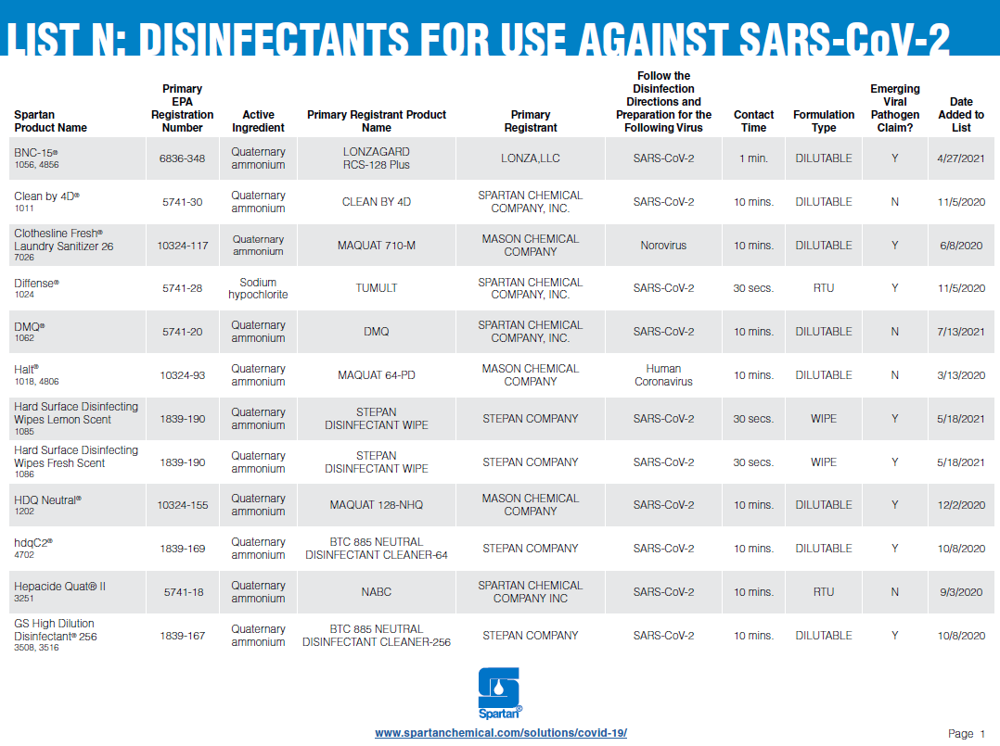 LIST N: DISINFECTANTS FOR USE AGAINST SARS-CoV-2
Spartan Product Name | Primary EPA Registration Number | Active Ingredient | Primary Registrant Product Name | Primary Registrant | Follow the Disinfection Directions and Preparation for the Following Virus | Contact Time | Formulation Type | Emerging Viral Pathogen Claim? | Date Added to List
BNC-15® 1056, 4856 | 6836-348 | Quaternary ammonium | LONZAGARD RCS-128 Plus | LONZA,LLC | SARS-CoV-2 | 1 min. | DILUTABLE | Y | 4/27/2021
Clean by 4D® 1011 | 5741-30 | Quaternary ammonium | CLEAN BY 4D | SPARTAN CHEMICAL COMPANY, INC. | SARS-CoV-2 | 10 mins. | DILUTABLE | N | 11/5/2020
Clothesline Fresh® Laundry Sanitizer 26 7026 | 10324-117 | Quaternary ammonium | MAQUAT 710-M | MASON CHEMICAL COMPANY | Norovirus | 10 mins. | DILUTABLE | Y | 6/8/2020
Diffense® 1024 | 5741-28 | Sodium hypochlorite | TUMULT | SPARTAN CHEMICAL COMPANY, INC. | SARS-CoV-2 | 30 secs. | RTU | Y | 11/5/2020
DMQ® 1062 | 5741-20 | Quaternary ammonium | DMQ | SPARTAN CHEMICAL COMPANY, INC. | SARS-CoV-2 | 10 mins. | DILUTABLE | N | 7/13/2021
Halt® 1018, 4806 | 10324-93 | Quaternary ammonium | MAQUAT 64-PD | MASON CHEMICAL COMPANY | Human Coronavirus | 10 mins. | DILUTABLE | N | 3/13/2020
Hard Surface Disinfecting Wipes Lemon Scent 1085 | 1839-190 | Quaternary ammonium | STEPAN DISINFECTANT WIPE | STEPAN COMPANY | SARS-CoV-2 | 30 secs. | WIPE | Y | 5/18/2021
Hard Surface Disinfecting Wipes Fresh Scent 1086 | 1839-190 | Quaternary ammonium | STEPAN DISINFECTANT WIPE | STEPAN COMPANY | SARS-CoV-2 | 30 secs. | WIPE | Y | 5/18/2021
HDQ Neutral® 1202 | 10324-155 | Quaternary ammonium | MAQUAT 128-NHQ | MASON CHEMICAL COMPANY | SARS-CoV-2 | 10 mins. | DILUTABLE | Y | 12/2/2020
hdqC2® 4702 | 1839-169 | Quaternary ammonium | BTC 885 NEUTRAL DISINFECTANT CLEANER-64 | STEPAN COMPANY | SARS-CoV-2 | 10 mins. | DILUTABLE | Y | 10/8/2020
Hepacide Quat® II 3251 | 5741-18 | Quaternary ammonium | NABC | SPARTAN CHEMICAL COMPANY INC | SARS-CoV-2 | 10 mins. | RTU | N | 9/3/2020
GS High Dilution Disinfectant® 256 3508, 3516 | 1839-167 | Quaternary ammonium | BTC 885 NEUTRAL DISINFECTANT CLEANER-256 | STEPAN COMPANY | SARS-CoV-2 | 10 mins. | DILUTABLE | Y | 10/8/2020
Spartan®
www.spartanchemical.com/solutions/covid-19/
Page 1